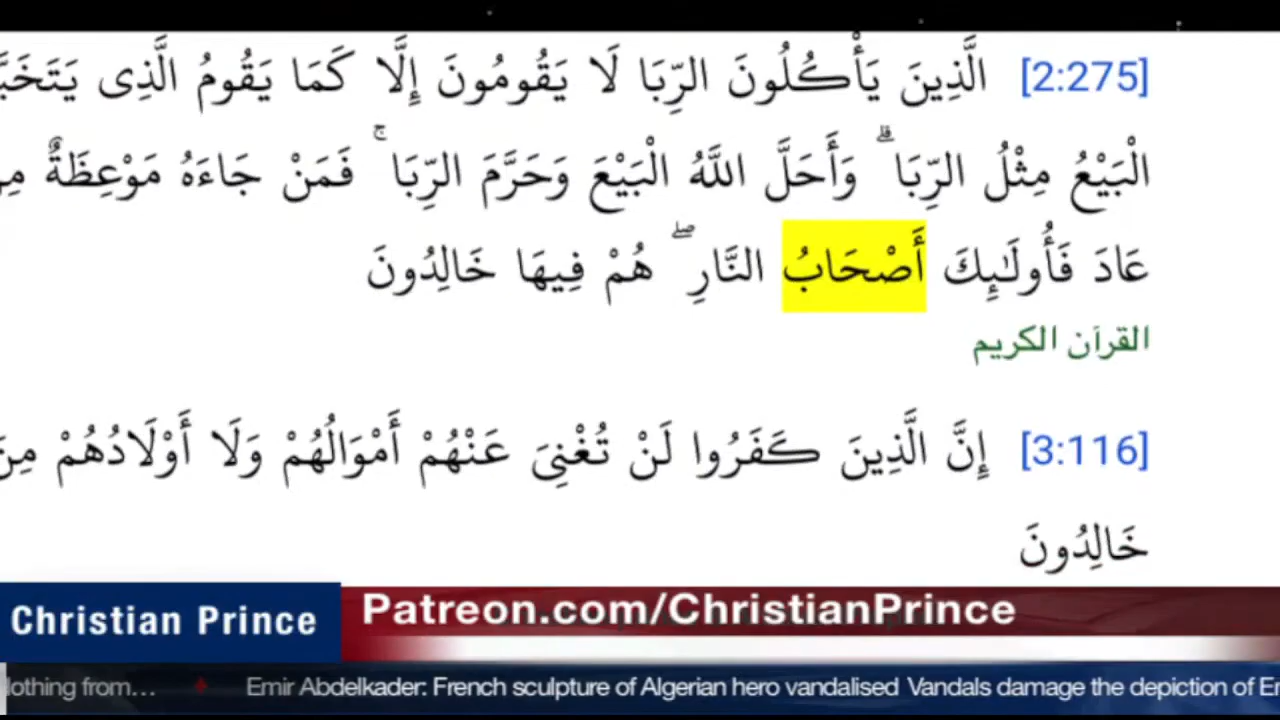 [2:275] الَّذِينَ يَأْكُلُونَ الرِّبَا لَا يَقُومُونَ إِلَّا كَمَا يَقُومُ الَّذِى
الْبَيْعُ مِثْلُ الرِّبَا ۗ وَأَحَلَّ اللَّهُ الْبَيْعَ وَحَرَّمَ الرِّبَا ۚ فَمَنْ جَاءَهُ مَوْعِظَةٌ
عَادَ فَأُولَٰئِكَ أَصْحَابُ النَّارِ ۖ هُمْ فِيهَا خَالِدُونَ
القرآن الكريم
[3:116] إِنَّ الَّذِينَ كَفَرُوا لَنْ تُغْنِىَ عَنْهُمْ أَمْوَالُهُمْ وَلَا أَوْلَادُهُمْ
خَالِدُونَ
Christian Prince
Patreon.com/ChristianPrince
from... Emir Abdelkader: French sculpture of Algerian hero vandalised Vandals damage the depiction of